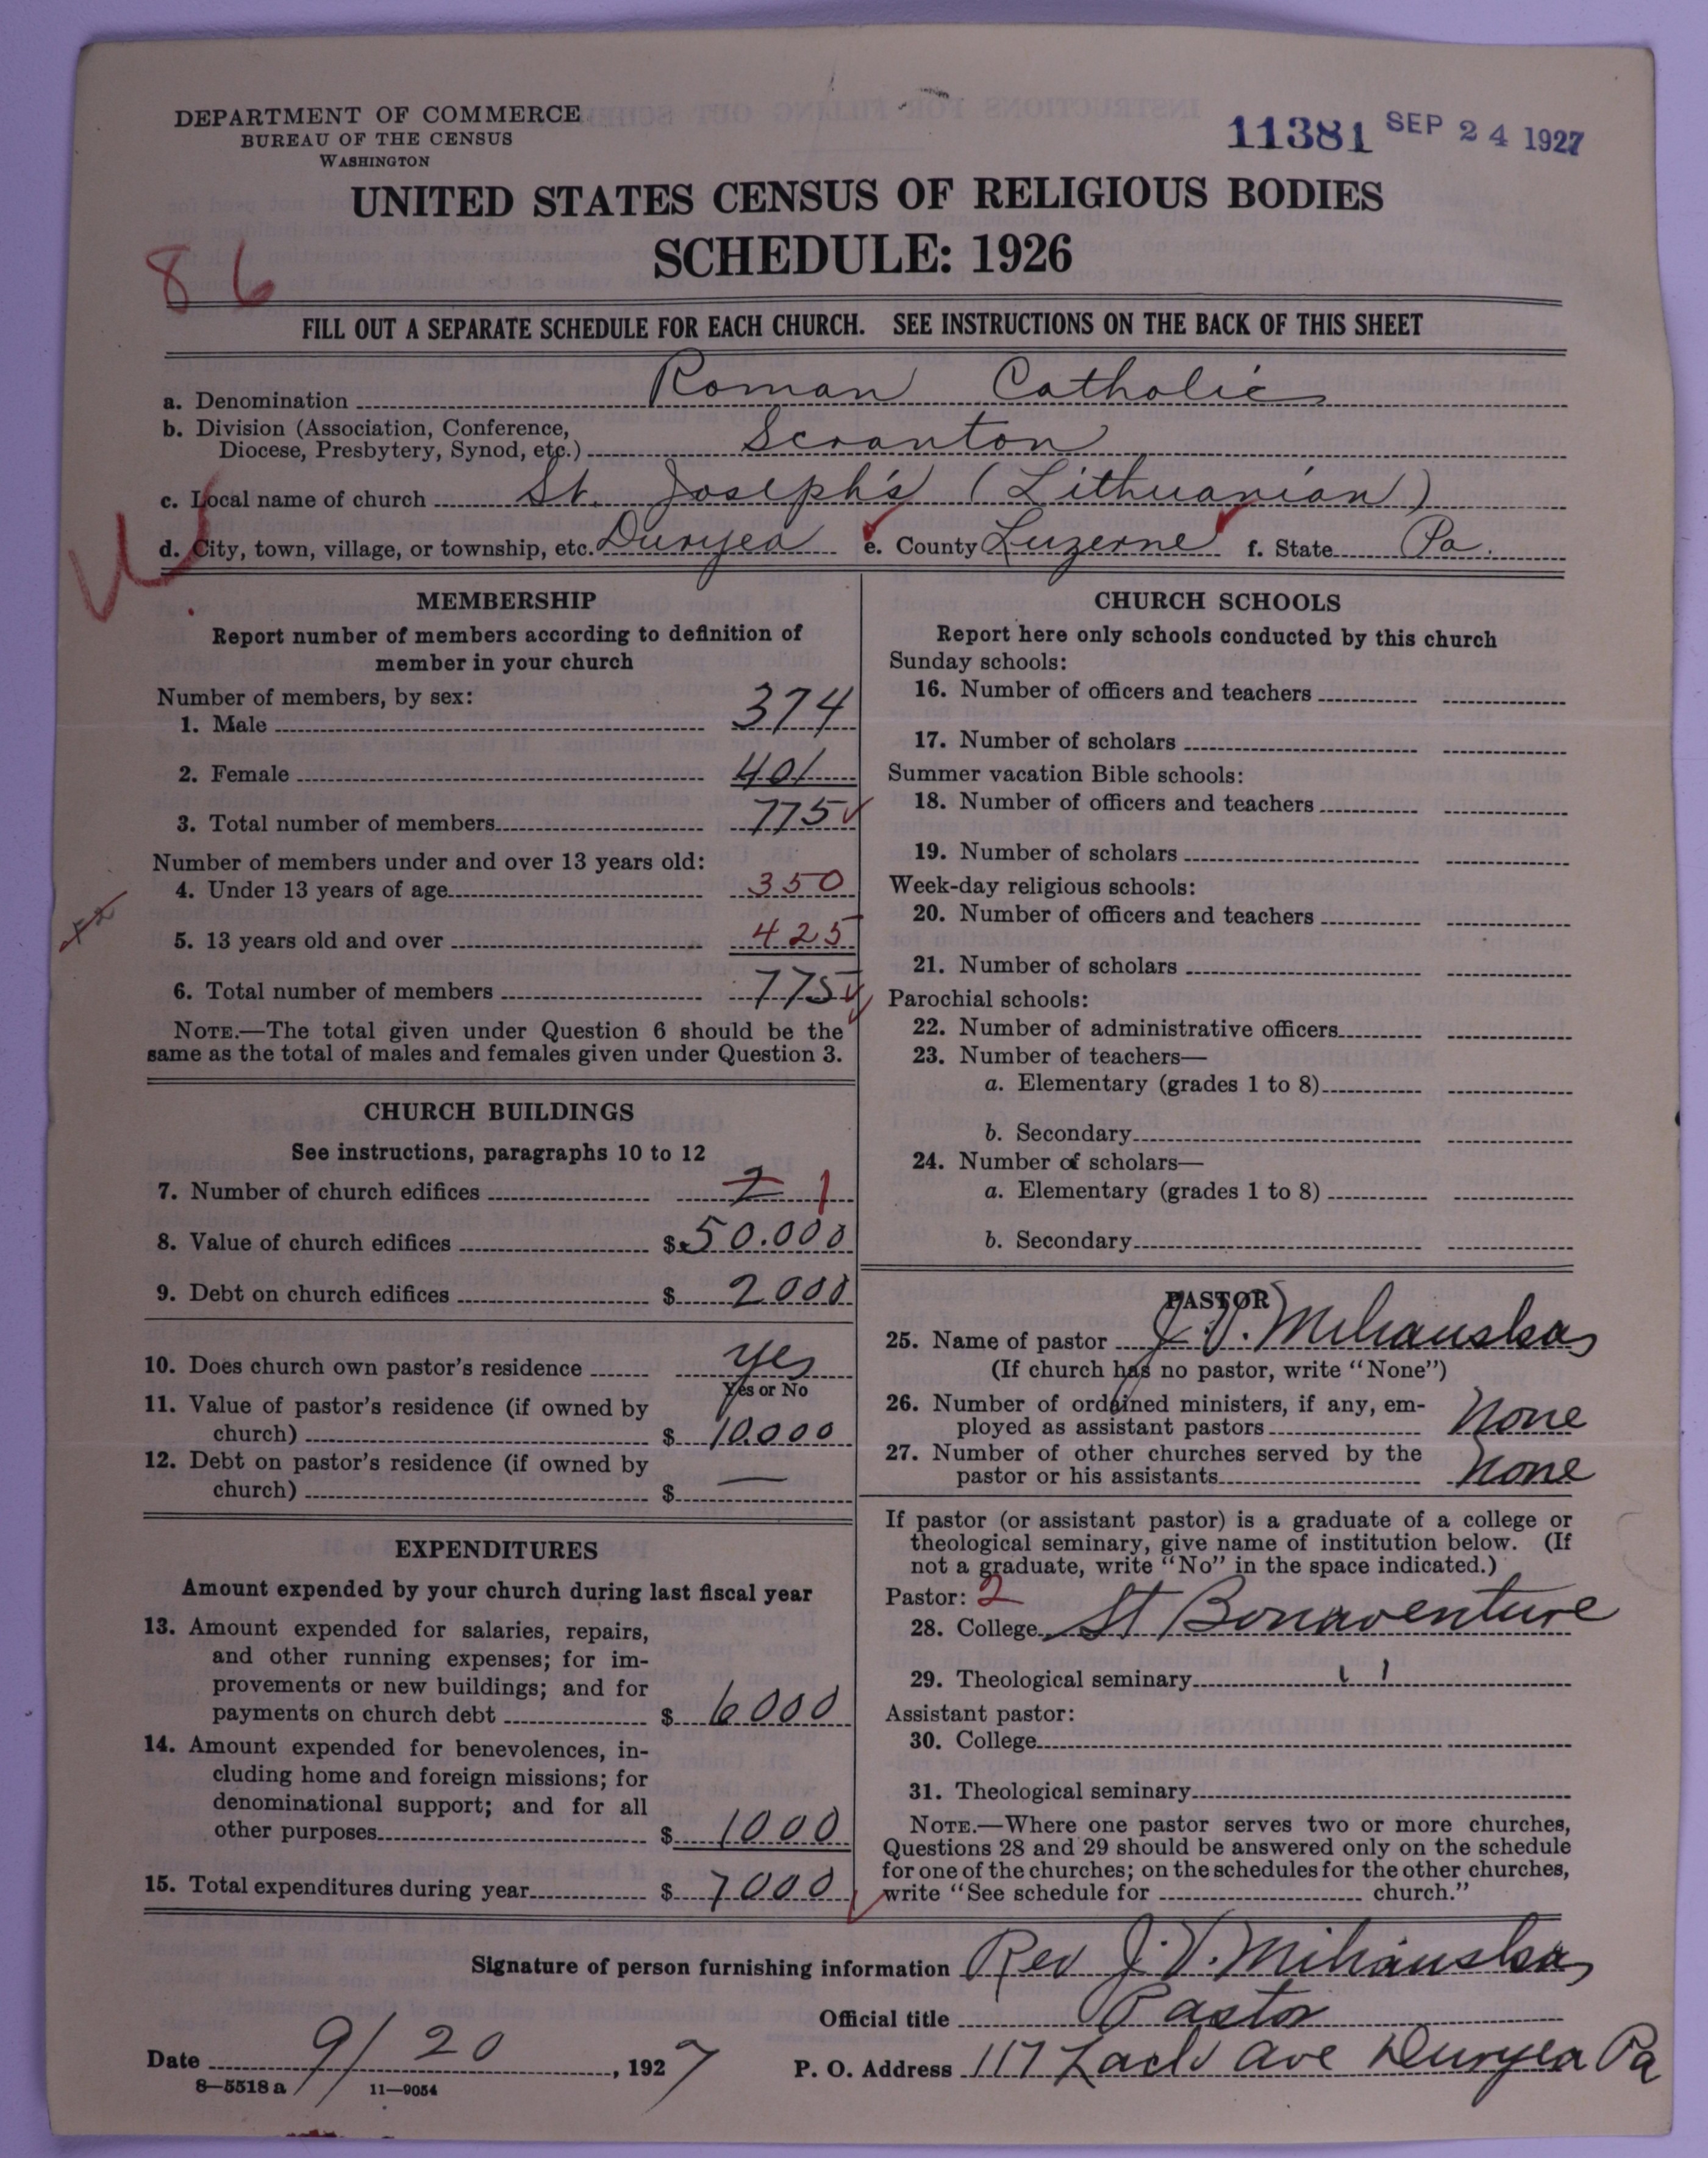 DEPARTMENT OF COMMERCE
BUREAU OF THE CENSUS
WASHINGTON
11381 SEP 24 1927
UNITED STATES CENSUS OF RELIGIOUS BODIES
SCHEDULE: 1926
86
FILL OUT A SEPARATE SCHEDULE FOR EACH CHURCH. SEE INSTRUCTIONS ON THE BACK OF THIS SHEET
a. Denomination Roman Catholic
b. Division (Association, Conference,
Diocese, Presbytery, Synod, etc.) Scranton
c. Local name of church St. Joseph's (Lithuanian)
d. City, town, village, or township, etc. Duryea e. County Luzerne f. State Pa.
MEMBERSHIP
Report number of members according to definition of
member in your church
Number of members, by sex:
1. Male 374
2. Female 401
3. Total number of members 775
Number of members under and over 13 years old:
4. Under 13 years of age 350
5. 13 years old and over 425
6. Total number of members 775
NOTE.—The total given under Question 6 should be the
same as the total of males and females given under Question 3.
CHURCH BUILDINGS
See instructions, paragraphs 10 to 12
7. Number of church edifices 2 1
8. Value of church edifices $ 50.000
9. Debt on church edifices $ 2000
10. Does church own pastor's residence yes
Yes or No
11. Value of pastor's residence (if owned by
church) $ 10.000
12. Debt on pastor's residence (if owned by
church) $ —
EXPENDITURES
Amount expended by your church during last fiscal year
13. Amount expended for salaries, repairs,
and other running expenses; for im-
provements or new buildings; and for
payments on church debt $ 6000
14. Amount expended for benevolences, in-
cluding home and foreign missions; for
denominational support; and for all
other purposes $ 1000
15. Total expenditures during year $ 7000
CHURCH SCHOOLS
Report here only schools conducted by this church
Sunday schools:
16. Number of officers and teachers
17. Number of scholars
Summer vacation Bible schools:
18. Number of officers and teachers
19. Number of scholars
Week-day religious schools:
20. Number of officers and teachers
21. Number of scholars
Parochial schools:
22. Number of administrative officers
23. Number of teachers—
a. Elementary (grades 1 to 8)
b. Secondary
24. Number of scholars—
a. Elementary (grades 1 to 8)
b. Secondary
PASTOR
25. Name of pastor J. V. Mihauskas
(If church has no pastor, write "None")
26. Number of ordained ministers, if any, em-
ployed as assistant pastors None
27. Number of other churches served by the
pastor or his assistants None
If pastor (or assistant pastor) is a graduate of a college or
theological seminary, give name of institution below. (If
not a graduate, write "No" in the space indicated.)
Pastor: 2
28. College St Bonaventure
29. Theological seminary " 
Assistant pastor:
30. College
31. Theological seminary
NOTE.—Where one pastor serves two or more churches,
Questions 28 and 29 should be answered only on the schedule
for one of the churches; on the schedules for the other churches,
write "See schedule for church."
Signature of person furnishing information Rev J. V. Mihauskas
Official title Pastor
Date 9/20, 1927 P. O. Address 117 Ave Duryea Pa
8—5518 a 11—9054